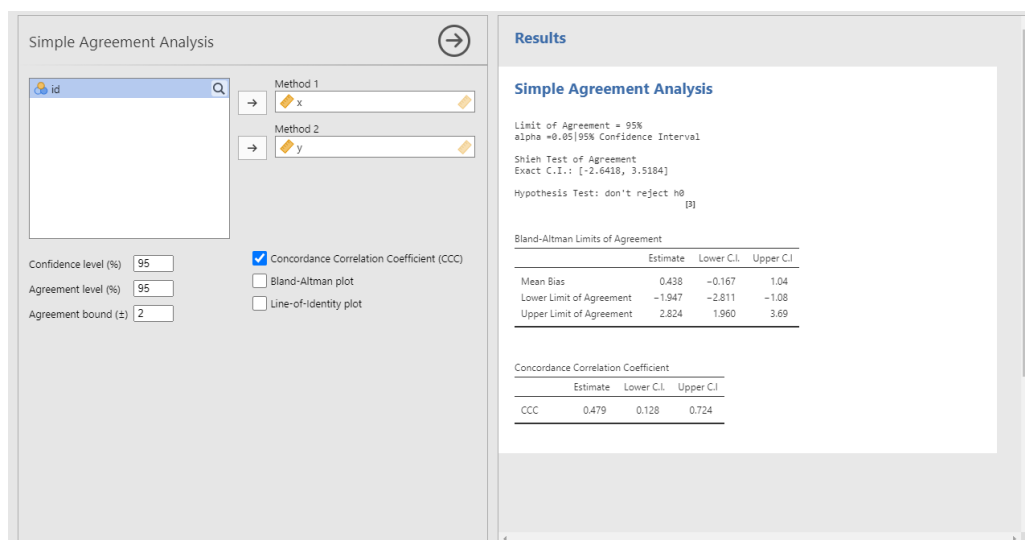 Simple Agreement Analysis
id
Method 1
x
Method 2
y
Confidence level (%) 95
Agreement level (%) 95
Agreement bound (±) 2
Concordance Correlation Coefficient (CCC)
Bland-Altman plot
Line-of-Identity plot
Results
Simple Agreement Analysis
Limit of Agreement = 95%
alpha =0.05|95% Confidence Interval
Shieh Test of Agreement
Exact C.I.: [-2.6418, 3.5184]
Hypothesis Test: don't reject h0
[3]
Bland-Altman Limits of Agreement
Estimate Lower C.I. Upper C.I
Mean Bias 0.438 −0.167 1.04
Lower Limit of Agreement −1.947 −2.811 −1.08
Upper Limit of Agreement 2.824 1.960 3.69
Concordance Correlation Coefficient
Estimate Lower C.I. Upper C.I
CCC 0.479 0.128 0.724